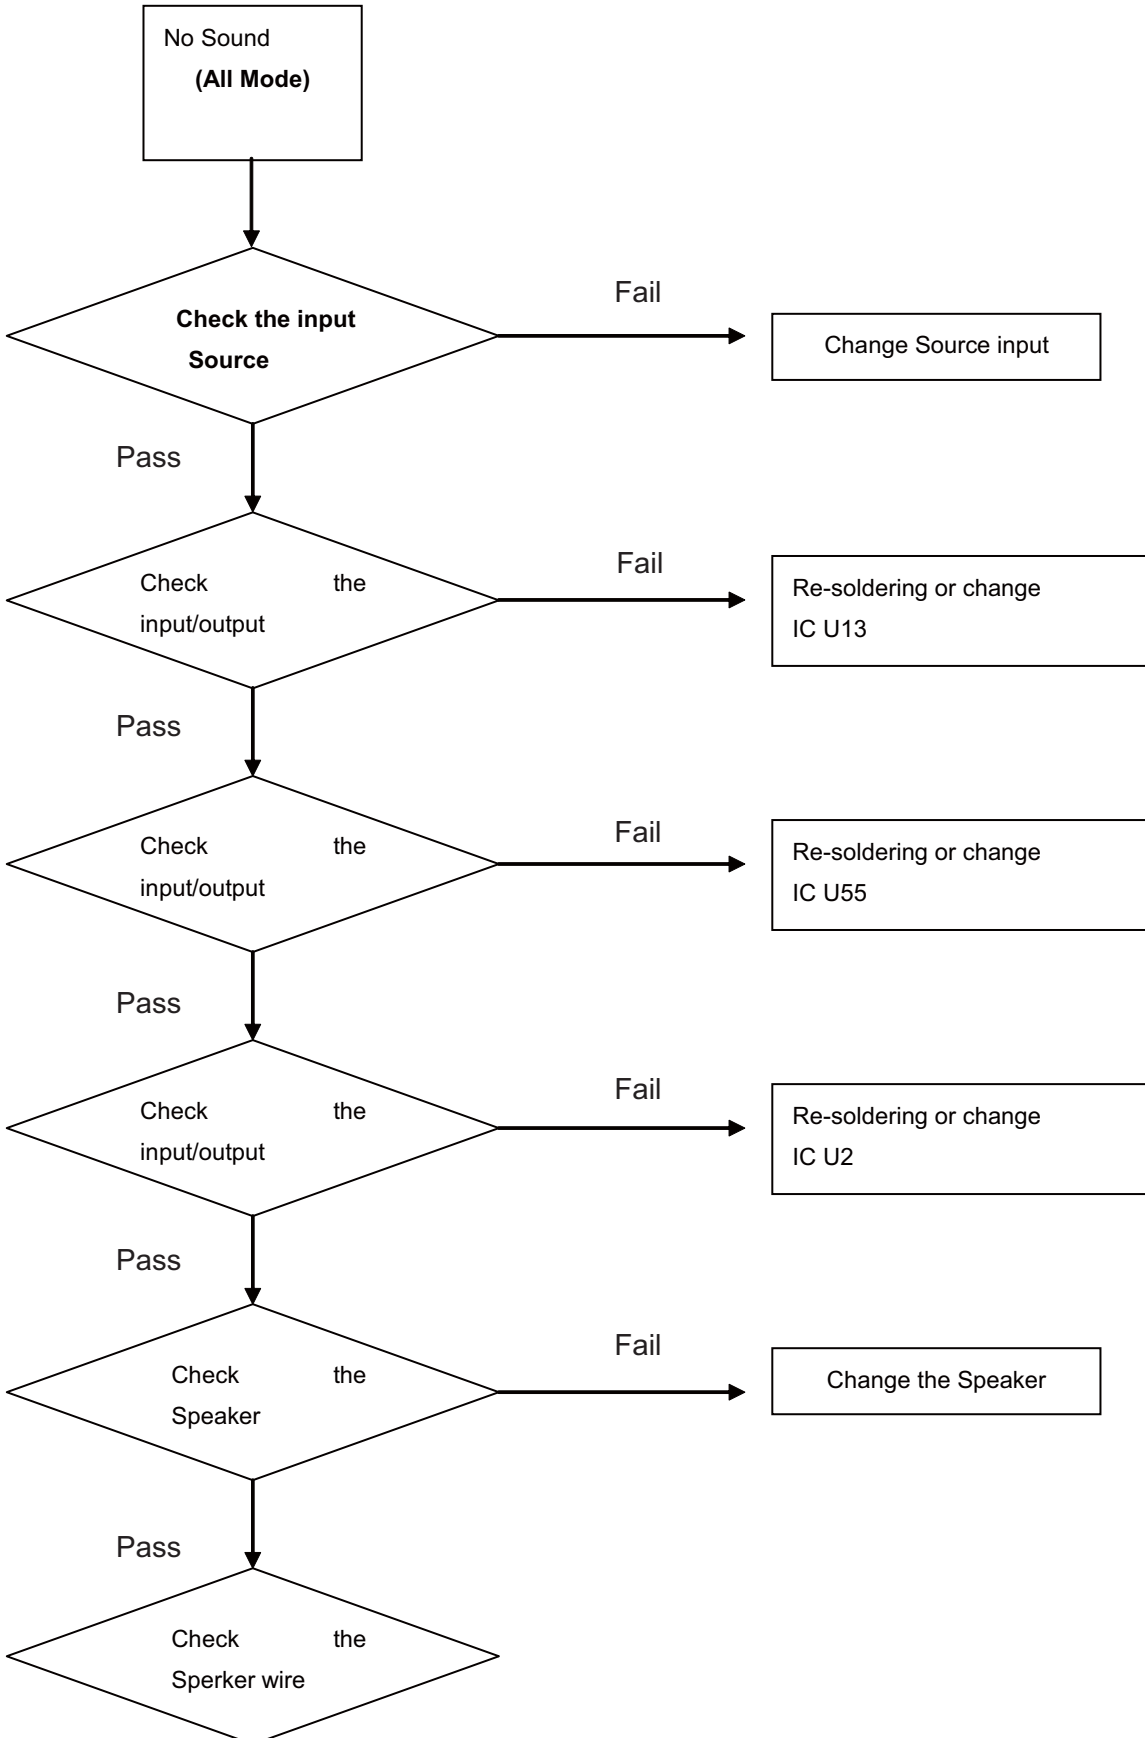 No Sound
(All Mode)
Fail
Check the input
Source
Change Source input
Pass
Fail
Check the
input/output
Re-soldering or change
IC U13
Pass
Fail
Check the
input/output
Re-soldering or change
IC U55
Pass
Fail
Check the
input/output
Re-soldering or change
IC U2
Pass
Fail
Check the
Speaker
Change the Speaker
Pass
Check the
Sperker wire